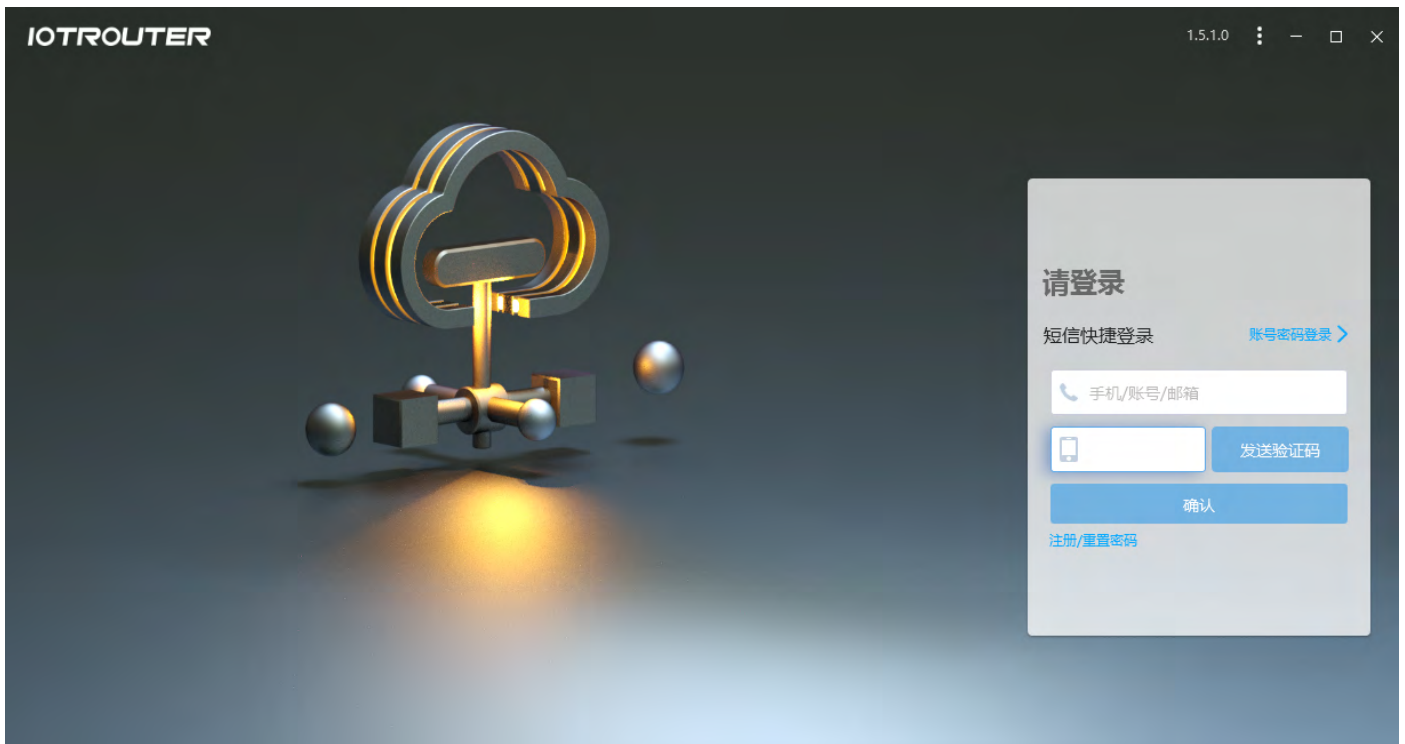 IOTROUTER
1.5.1.0
请登录
短信快捷登录 账号密码登录
手机/账号/邮箱
发送验证码
确认
注册/重置密码